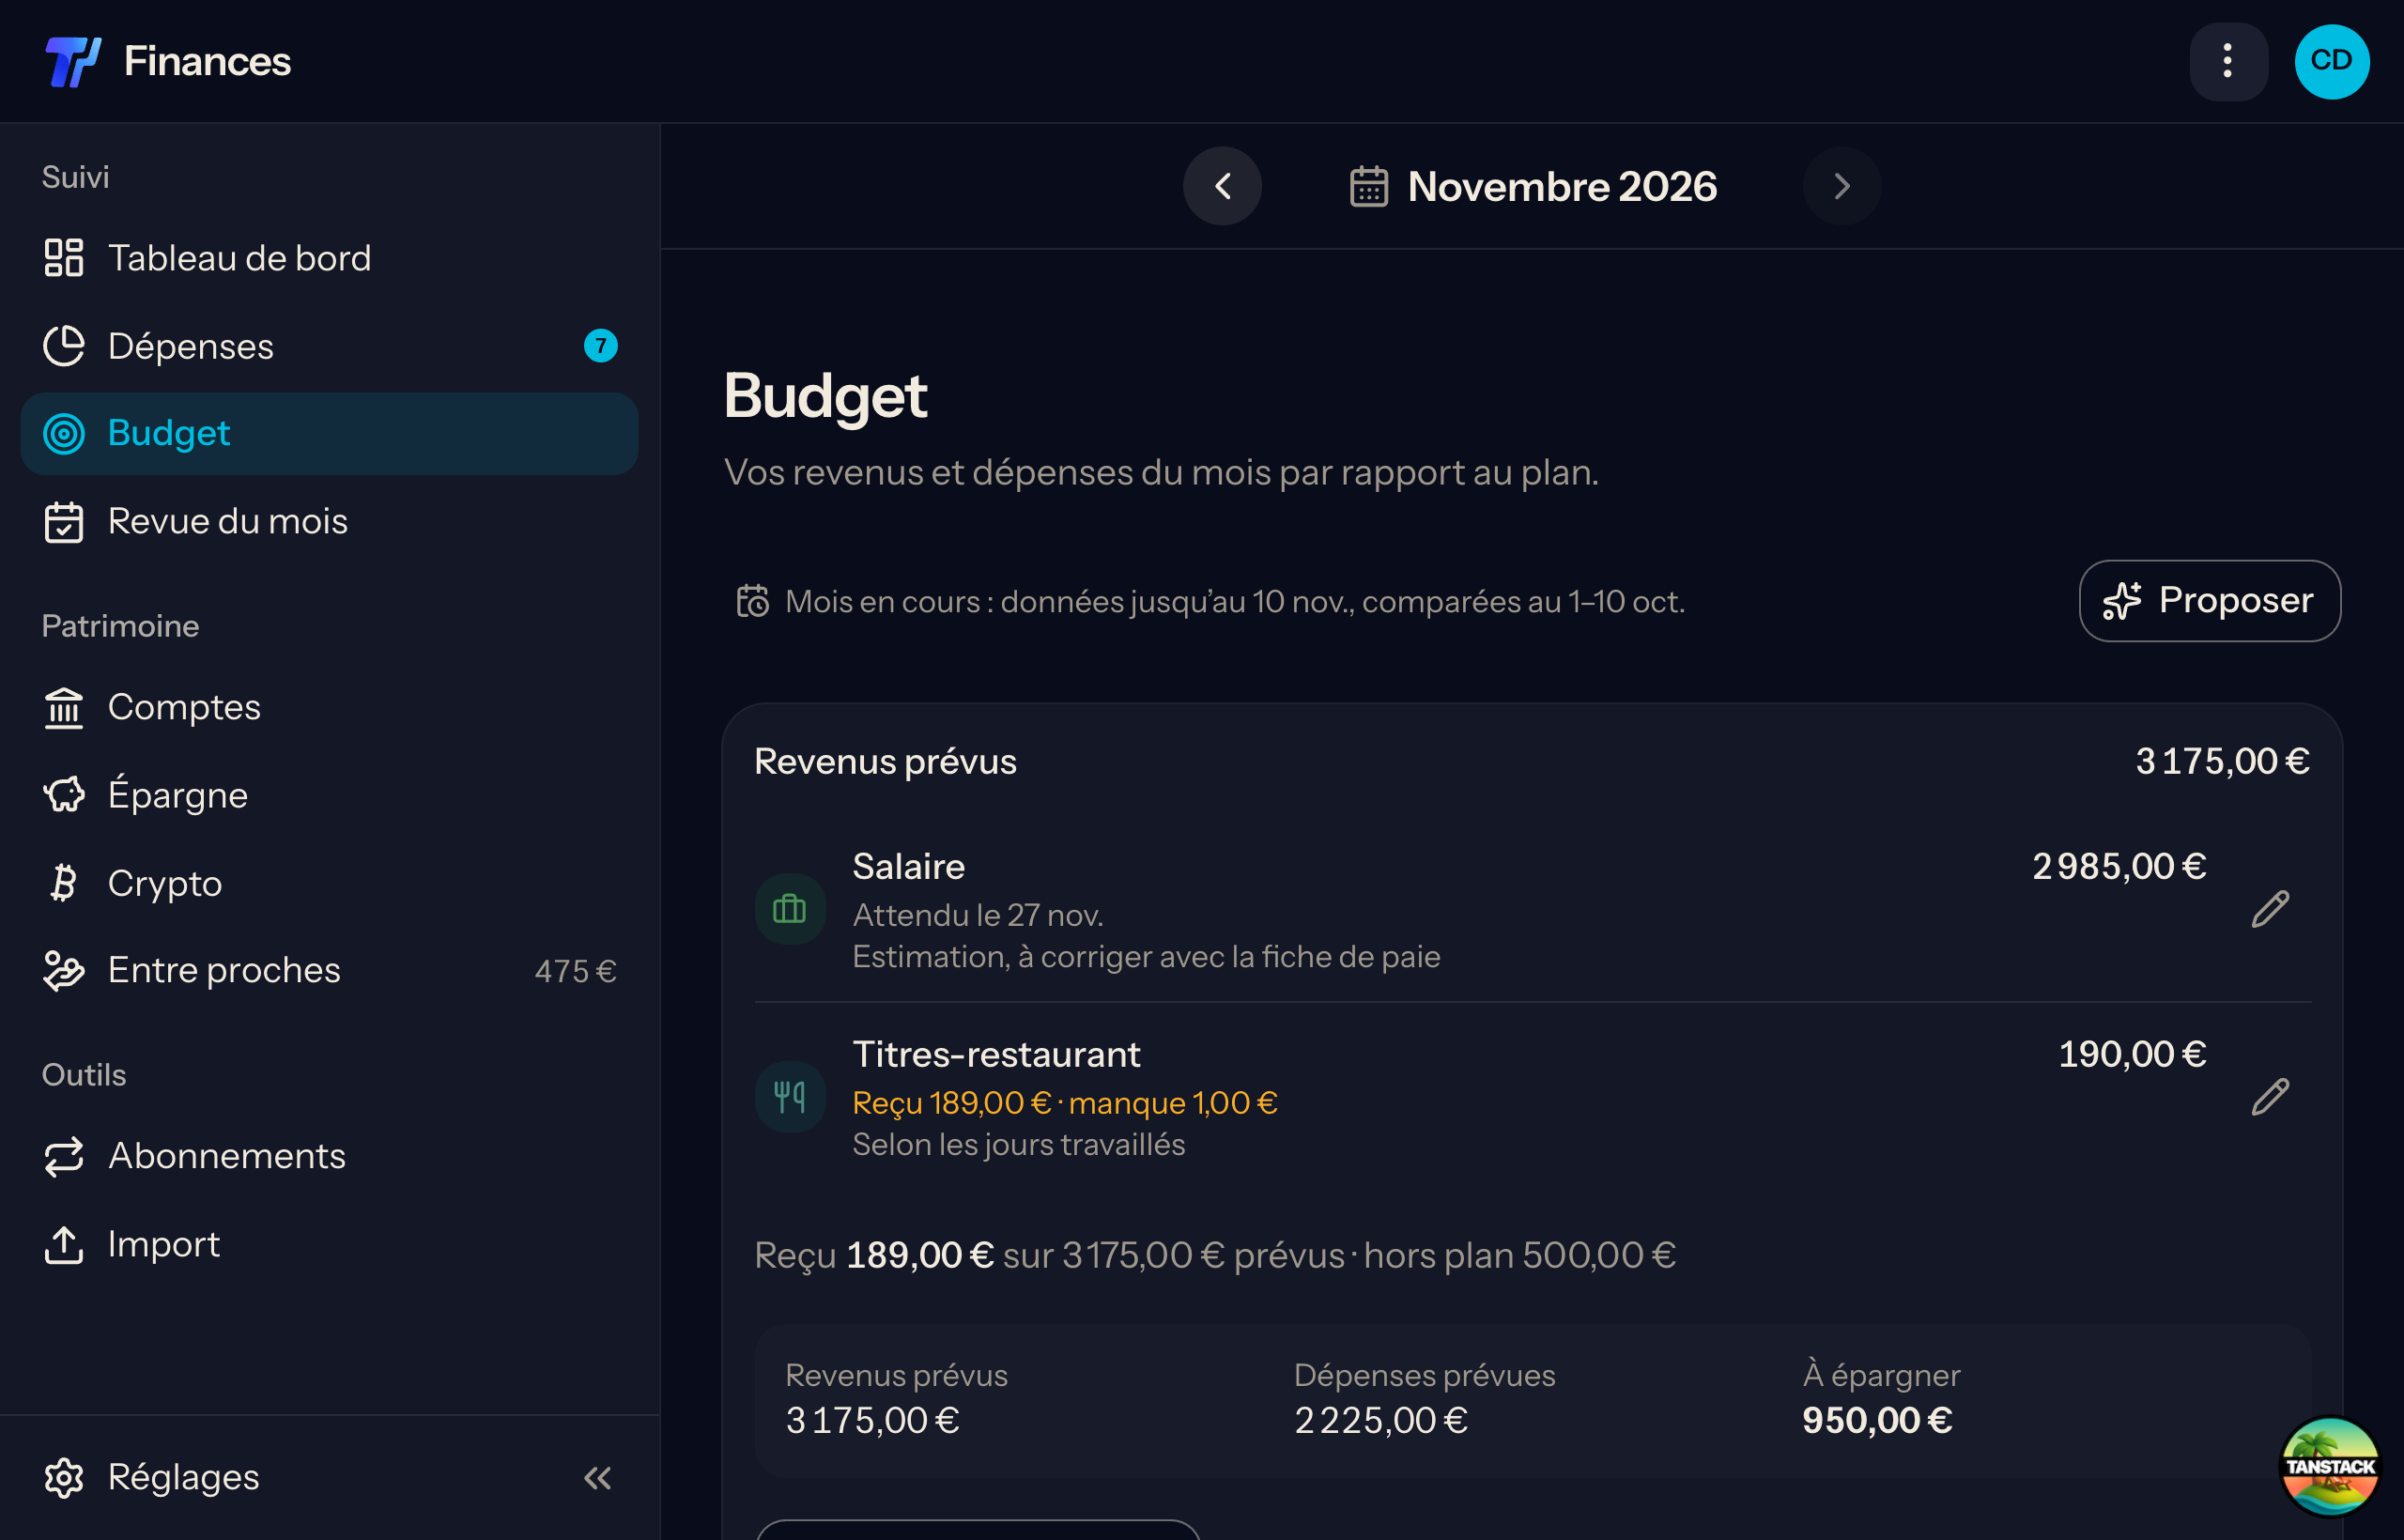 Finances
CD
Suivi
Tableau de bord
Dépenses 7
Budget
Revue du mois
Patrimoine
Comptes
Épargne
Crypto
Entre proches 475 €
Outils
Abonnements
Import
Réglages
Novembre 2026
Budget
Vos revenus et dépenses du mois par rapport au plan.
Mois en cours : données jusqu’au 10 nov., comparées au 1–10 oct.
Proposer
Revenus prévus 3 175,00 €
Salaire 2 985,00 €
Attendu le 27 nov.
Estimation, à corriger avec la fiche de paie
Titres-restaurant 190,00 €
Reçu 189,00 € · manque 1,00 €
Selon les jours travaillés
Reçu 189,00 € sur 3 175,00 € prévus · hors plan 500,00 €
Revenus prévus Dépenses prévues À épargner
3 175,00 € 2 225,00 € 950,00 €
TANSTACK